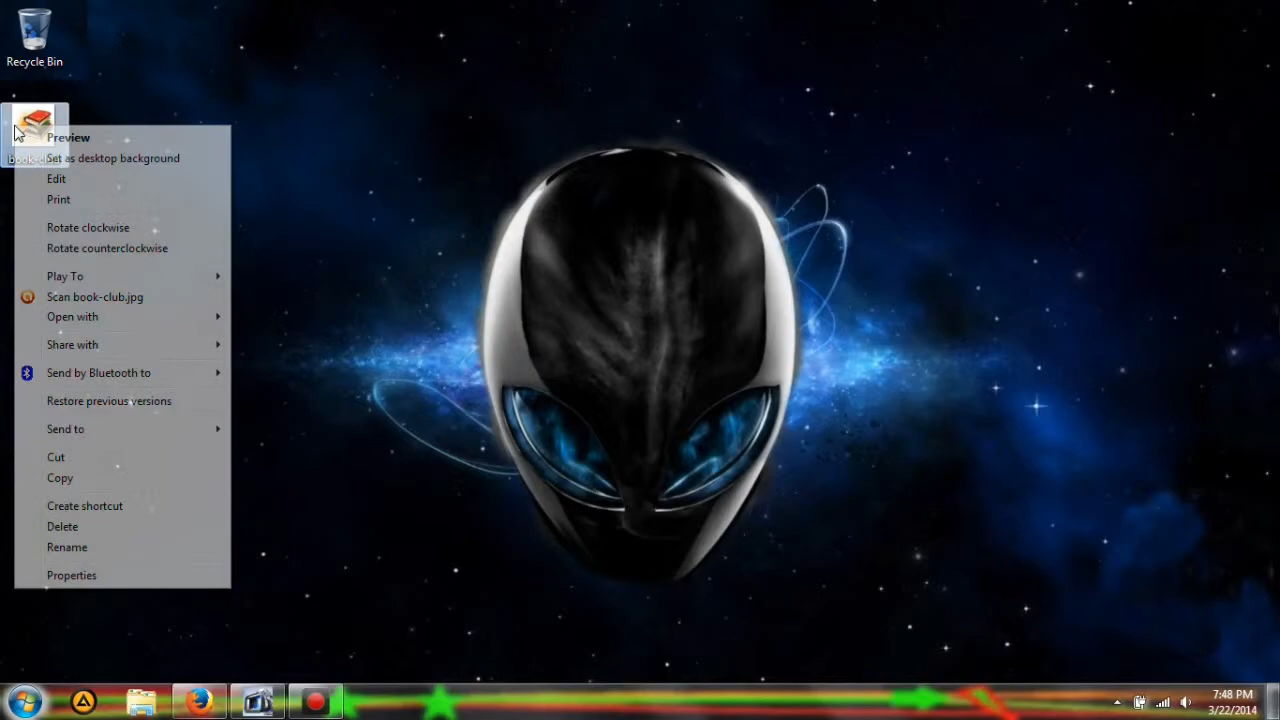 Recycle Bin
Preview
Set as desktop background
Edit
Print
Rotate clockwise
Rotate counterclockwise
Play To
Scan book-club.jpg
Open with
Share with
Send by Bluetooth to
Restore previous versions
Send to
Cut
Copy
Create shortcut
Delete
Rename
Properties
7:48 PM
3/22/2014